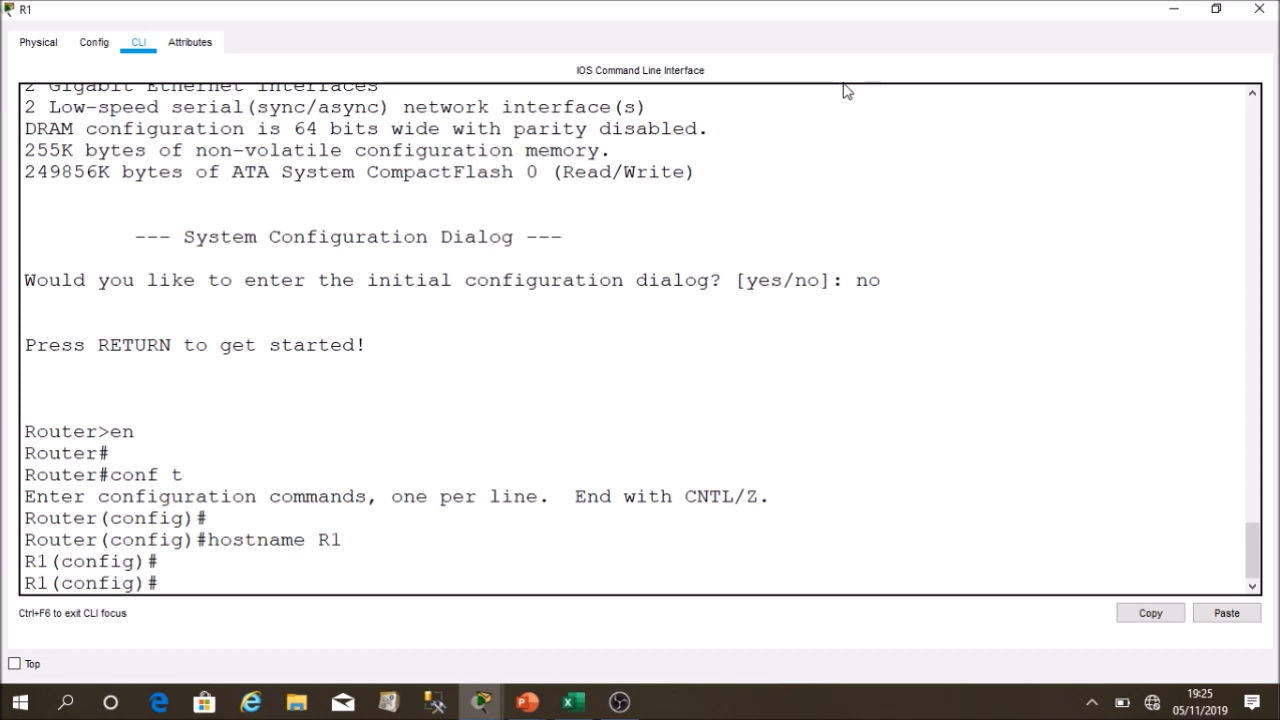 R1
Physical Config CLI Attributes
IOS Command Line Interface
2 Gigabit Ethernet interfaces
2 Low-speed serial(sync/async) network interface(s)
DRAM configuration is 64 bits wide with parity disabled.
255K bytes of non-volatile configuration memory.
249856K bytes of ATA System CompactFlash 0 (Read/Write)
--- System Configuration Dialog ---
Would you like to enter the initial configuration dialog? [yes/no]: no
Press RETURN to get started!
Router>en
Router#
Router#conf t
Enter configuration commands, one per line.  End with CNTL/Z.
Router(config)#
Router(config)#hostname R1
R1(config)#
R1(config)#
Ctrl+F6 to exit CLI focus
Copy Paste
Top
19:25
05/11/2019